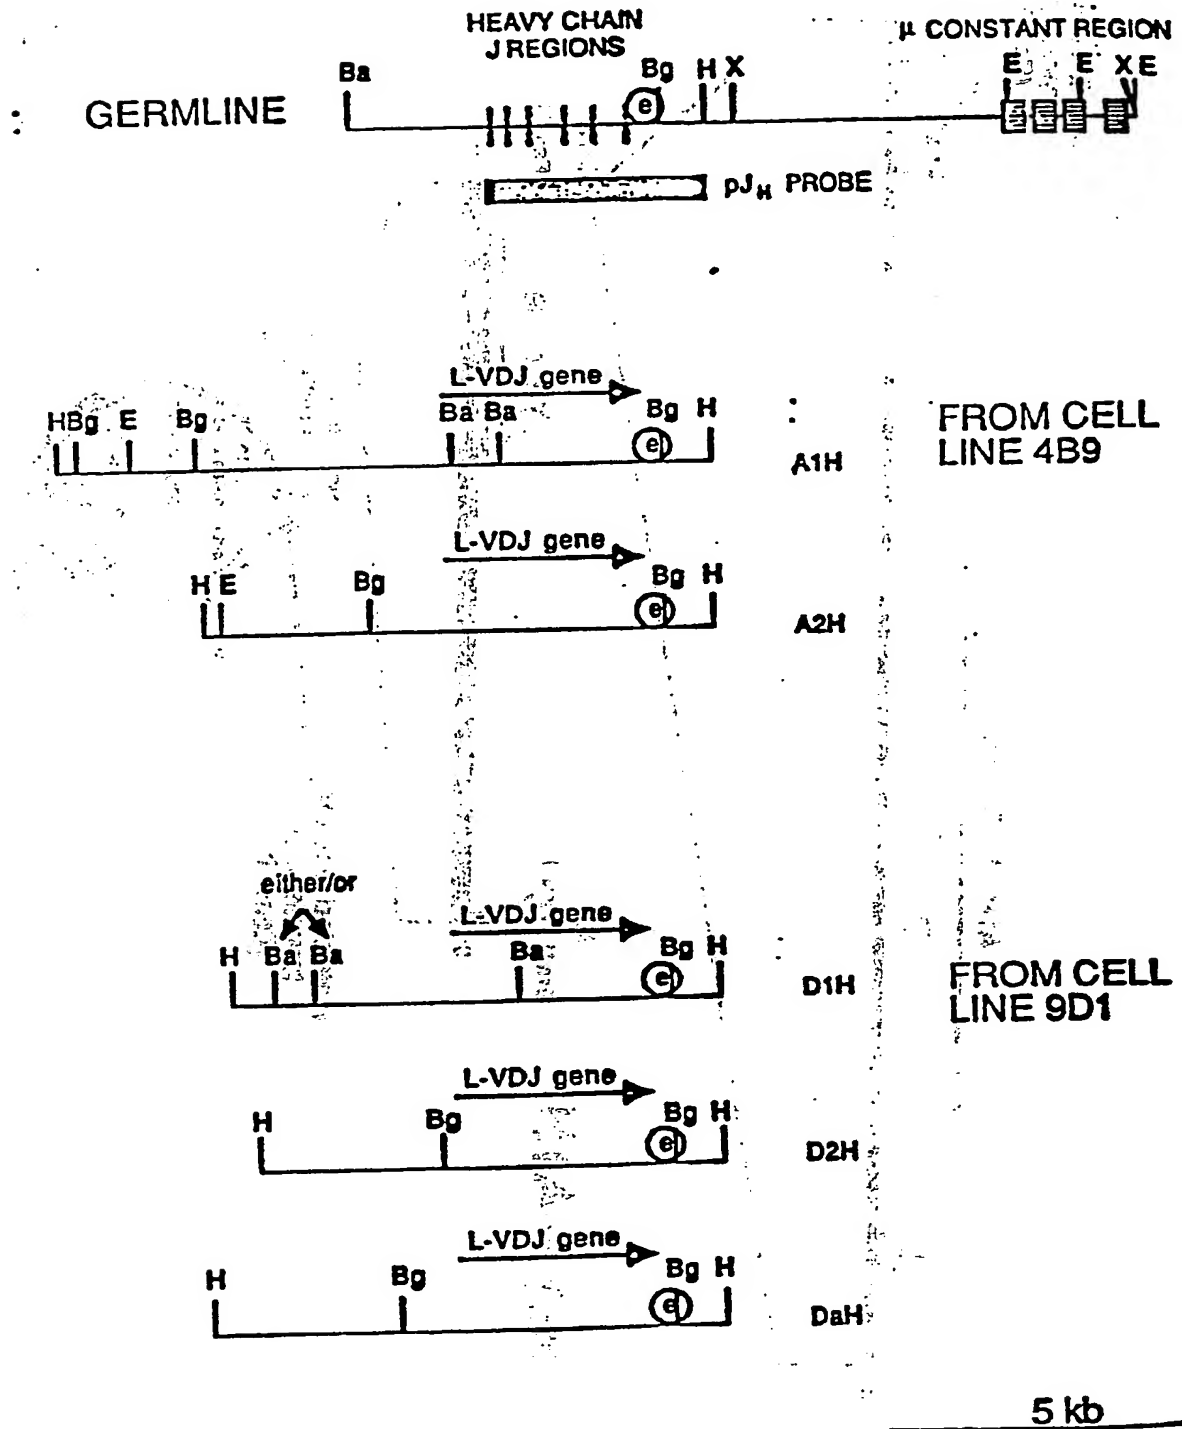 HEAVY CHAIN
J REGIONS
μ CONSTANT REGION
Ba
Bg H X
E E X E
GERMLINE
e
pJH PROBE
L-VDJ gene
H Bg E Bg
Ba Ba
Bg H
e
A1H
FROM CELL
LINE 4B9
L-VDJ gene
H E
Bg
Bg H
e
A2H
either/or
L-VDJ gene
H Ba Ba
Ba
Bg H
e
D1H
FROM CELL
LINE 9D1
L-VDJ gene
H
Bg
Bg H
e
D2H
L-VDJ gene
H
Bg
Bg H
e
DaH
5 kb